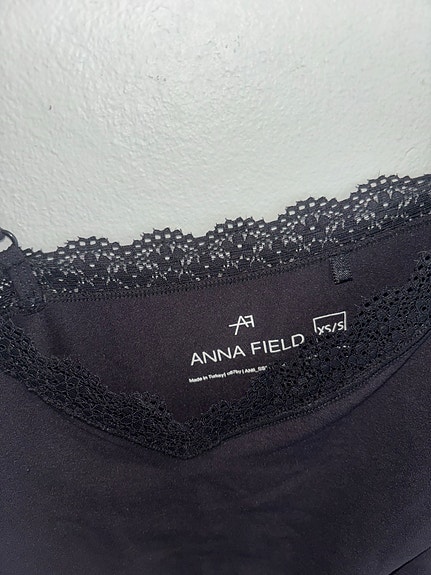 AF
ANNA FIELD
XS/S
Made in Turkey|